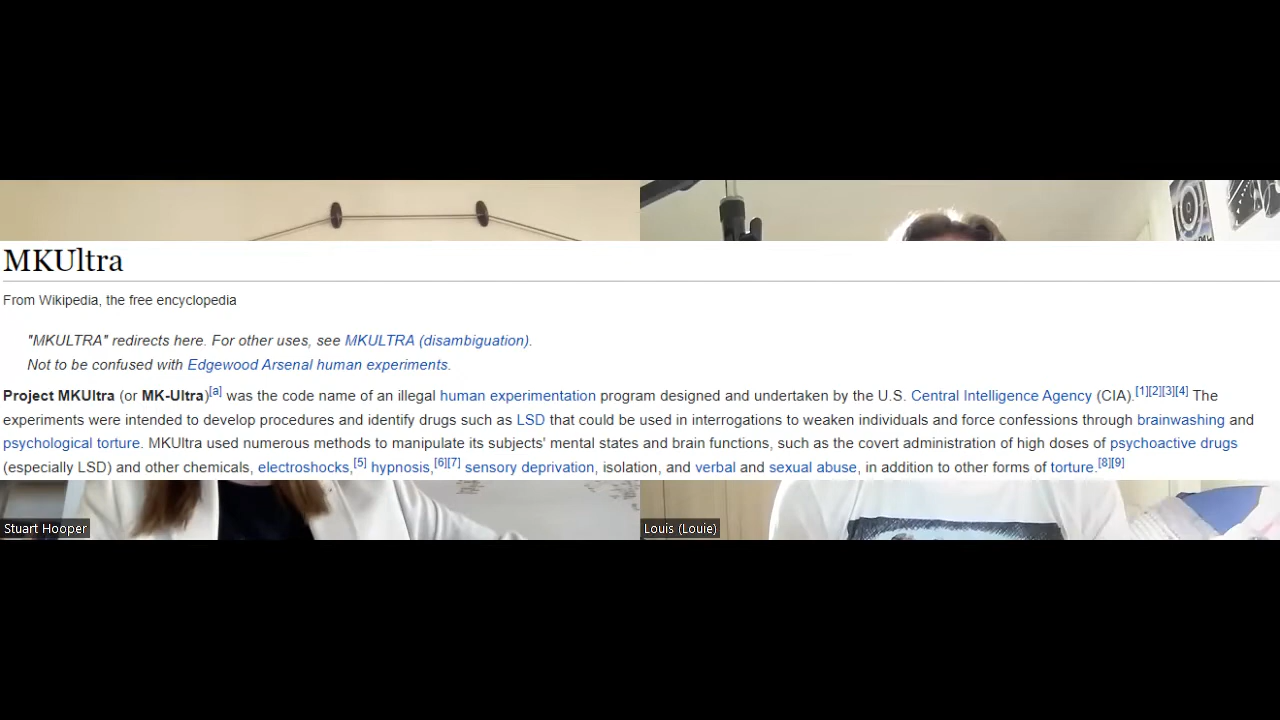 MKUltra
From Wikipedia, the free encyclopedia
"MKULTRA" redirects here. For other uses, see MKULTRA (disambiguation).
Not to be confused with Edgewood Arsenal human experiments.
Project MKUltra (or MK-Ultra)[a] was the code name of an illegal human experimentation program designed and undertaken by the U.S. Central Intelligence Agency (CIA).[1][2][3][4] The
experiments were intended to develop procedures and identify drugs such as LSD that could be used in interrogations to weaken individuals and force confessions through brainwashing and
psychological torture. MKUltra used numerous methods to manipulate its subjects' mental states and brain functions, such as the covert administration of high doses of psychoactive drugs
(especially LSD) and other chemicals, electroshocks,[5] hypnosis,[6][7] sensory deprivation, isolation, and verbal and sexual abuse, in addition to other forms of torture.[8][9]
Stuart Hooper
Louis (Louie)